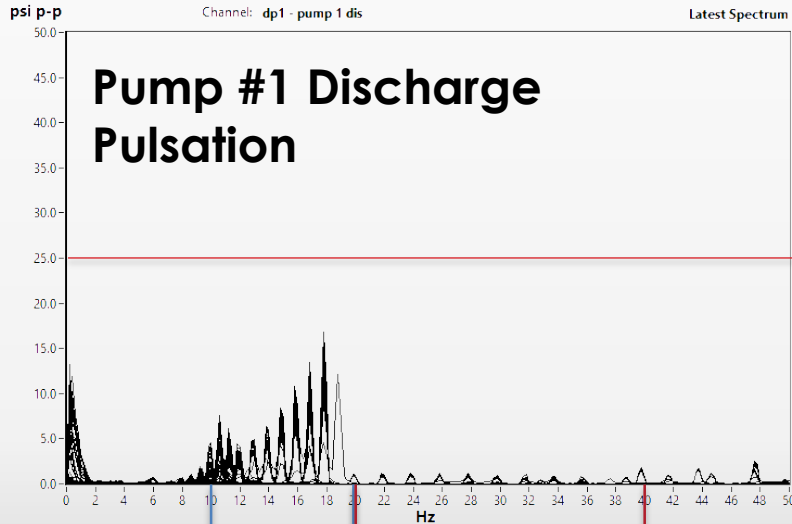 psi p-p
Channel: dp1 - pump 1 dis
Latest Spectrum
Pump #1 Discharge
Pulsation
50.0
45.0
40.0
35.0
30.0
25.0
20.0
15.0
10.0
5.0
0.0
0 2 4 6 8 10 12 14 16 18 20 22 24 26 28 30 32 34 36 38 40 42 44 46 48 50
Hz